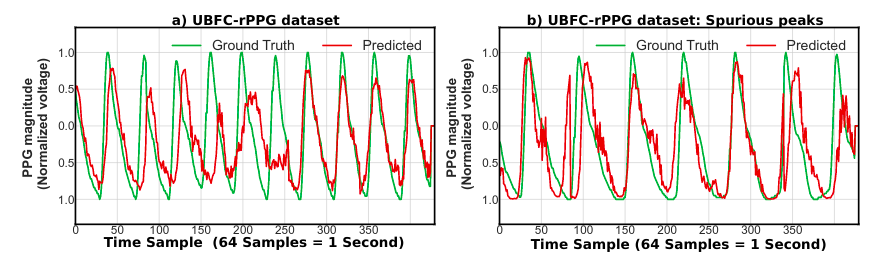 a) UBFC-rPPG dataset
Ground Truth Predicted
PPG magnitude
(Normalized voltage)
1.0
0.5
0.0
0.5
1.0
0 50 100 150 200 250 300 350
Time Sample (64 Samples = 1 Second)
b) UBFC-rPPG dataset: Spurious peaks
Ground Truth Predicted
PPG magnitude
(Normalized voltage)
1.0
0.5
0.0
0.5
1.0
0 50 100 150 200 250 300 350
Time Sample (64 Samples = 1 Second)